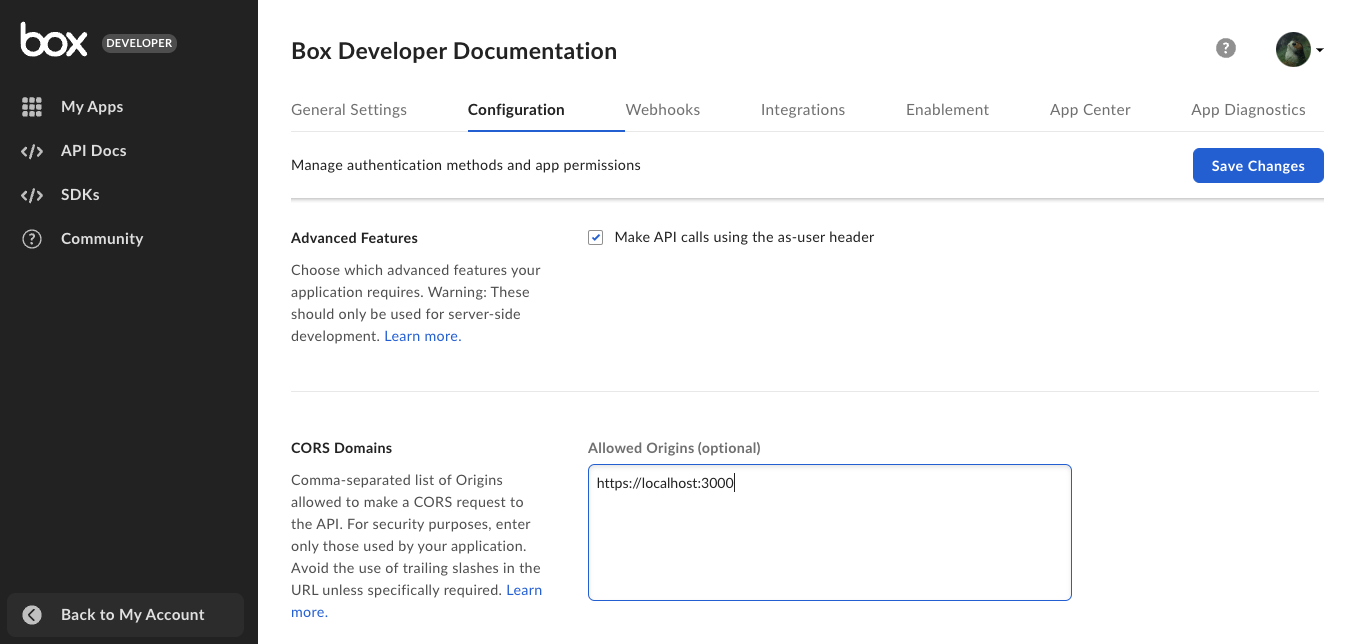 box DEVELOPER
My Apps
API Docs
SDKs
Community
Back to My Account
Box Developer Documentation
?
General Settings
Configuration
Webhooks
Integrations
Enablement
App Center
App Diagnostics
Manage authentication methods and app permissions
Save Changes
Advanced Features
Choose which advanced features your
application requires. Warning: These
should only be used for server-side
development. Learn more.
Make API calls using the as-user header
CORS Domains
Comma-separated list of Origins
allowed to make a CORS request to
the API. For security purposes, enter
only those used by your application.
Avoid the use of trailing slashes in the
URL unless specifically required. Learn
more.
Allowed Origins (optional)
https://localhost:3000